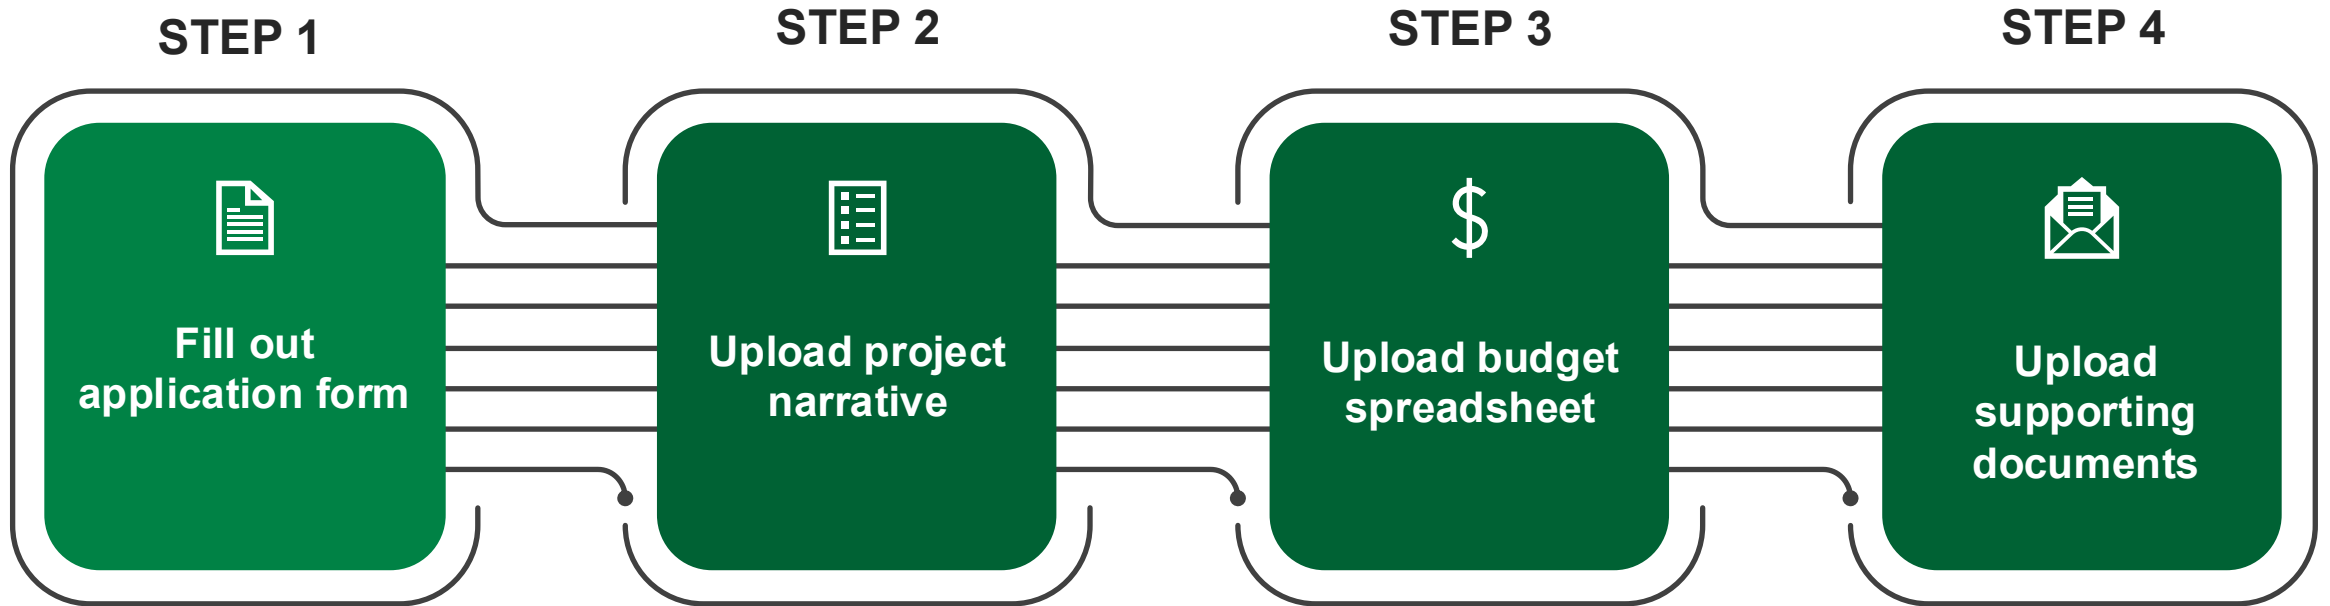 STEP 1
Fill out
application form
STEP 2
Upload project
narrative
STEP 3
$
Upload budget
spreadsheet
STEP 4
Upload
supporting
documents